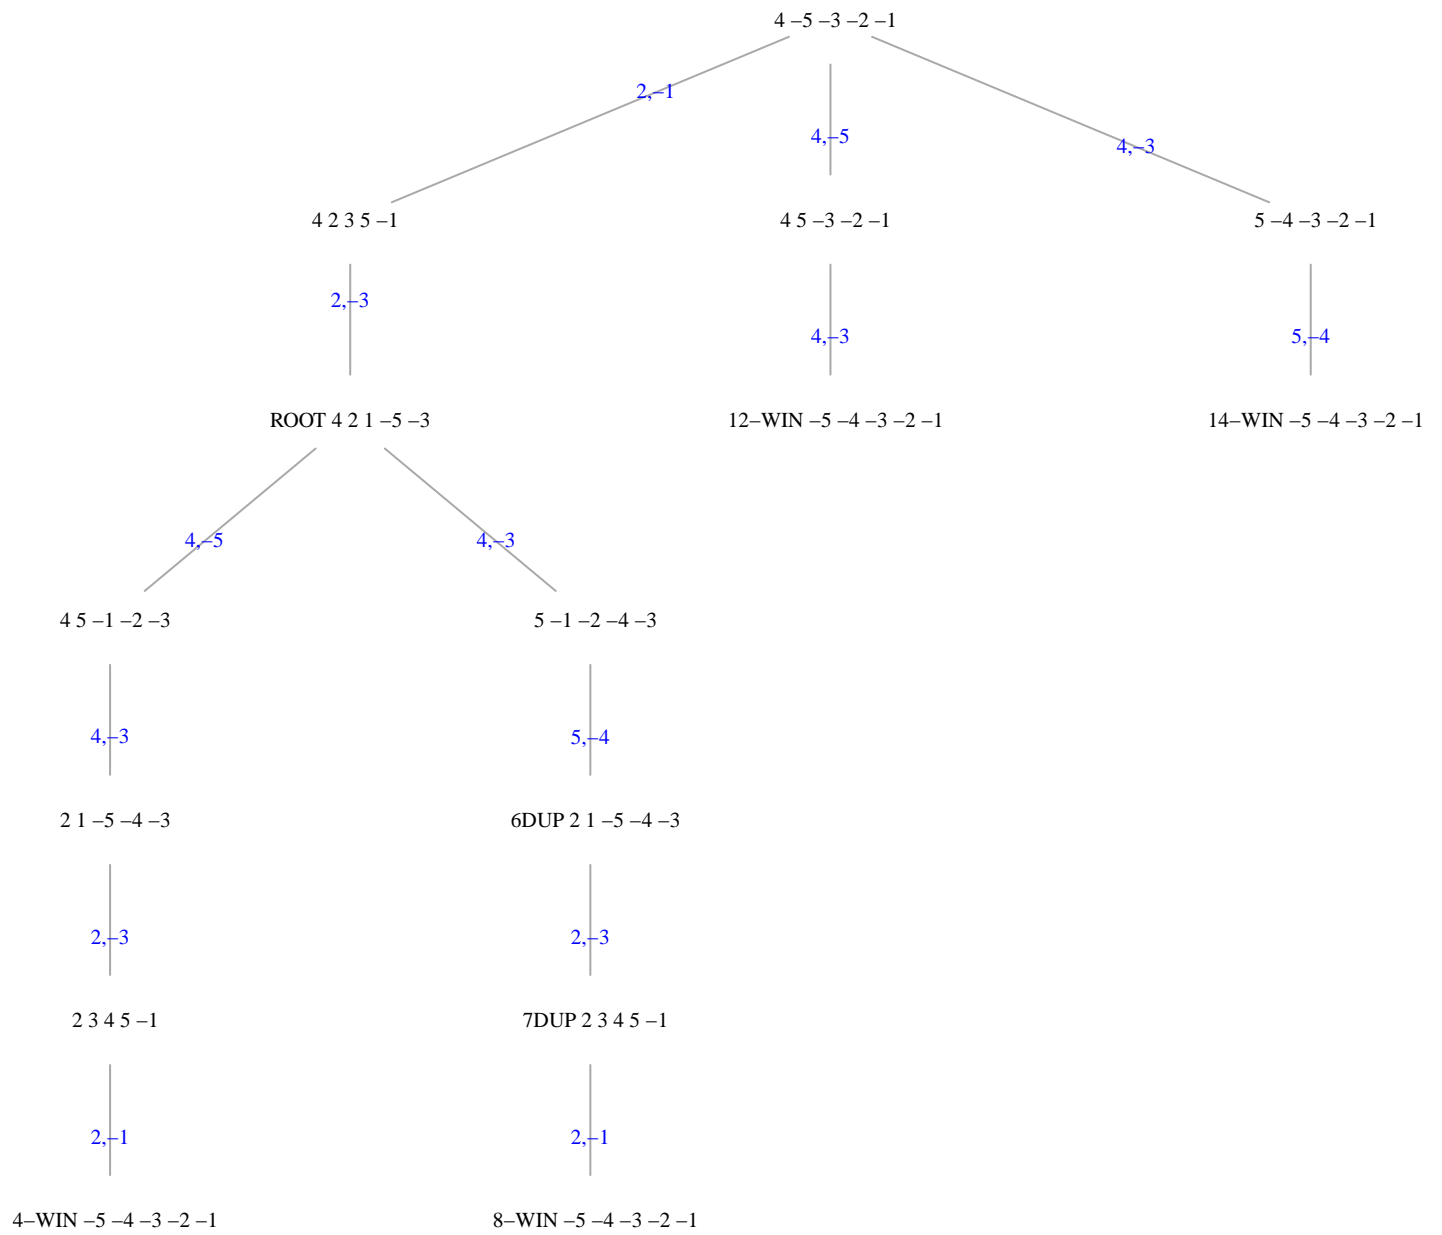 4 –5 –3 –2 –1
2,–1
4,–5
4,–3
4 2 3 5 –1
4 5 –3 –2 –1
5 –4 –3 –2 –1
2,–3
4,–3
5,–4
ROOT 4 2 1 –5 –3
12–WIN –5 –4 –3 –2 –1
14–WIN –5 –4 –3 –2 –1
4,–5
4,–3
4 5 –1 –2 –3
5 –1 –2 –4 –3
4,–3
5,–4
2 1 –5 –4 –3
6DUP 2 1 –5 –4 –3
2,–3
2,–3
2 3 4 5 –1
7DUP 2 3 4 5 –1
2,–1
2,–1
4–WIN –5 –4 –3 –2 –1
8–WIN –5 –4 –3 –2 –1